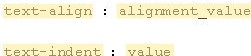 text-align : alignment_value
text-indent : value